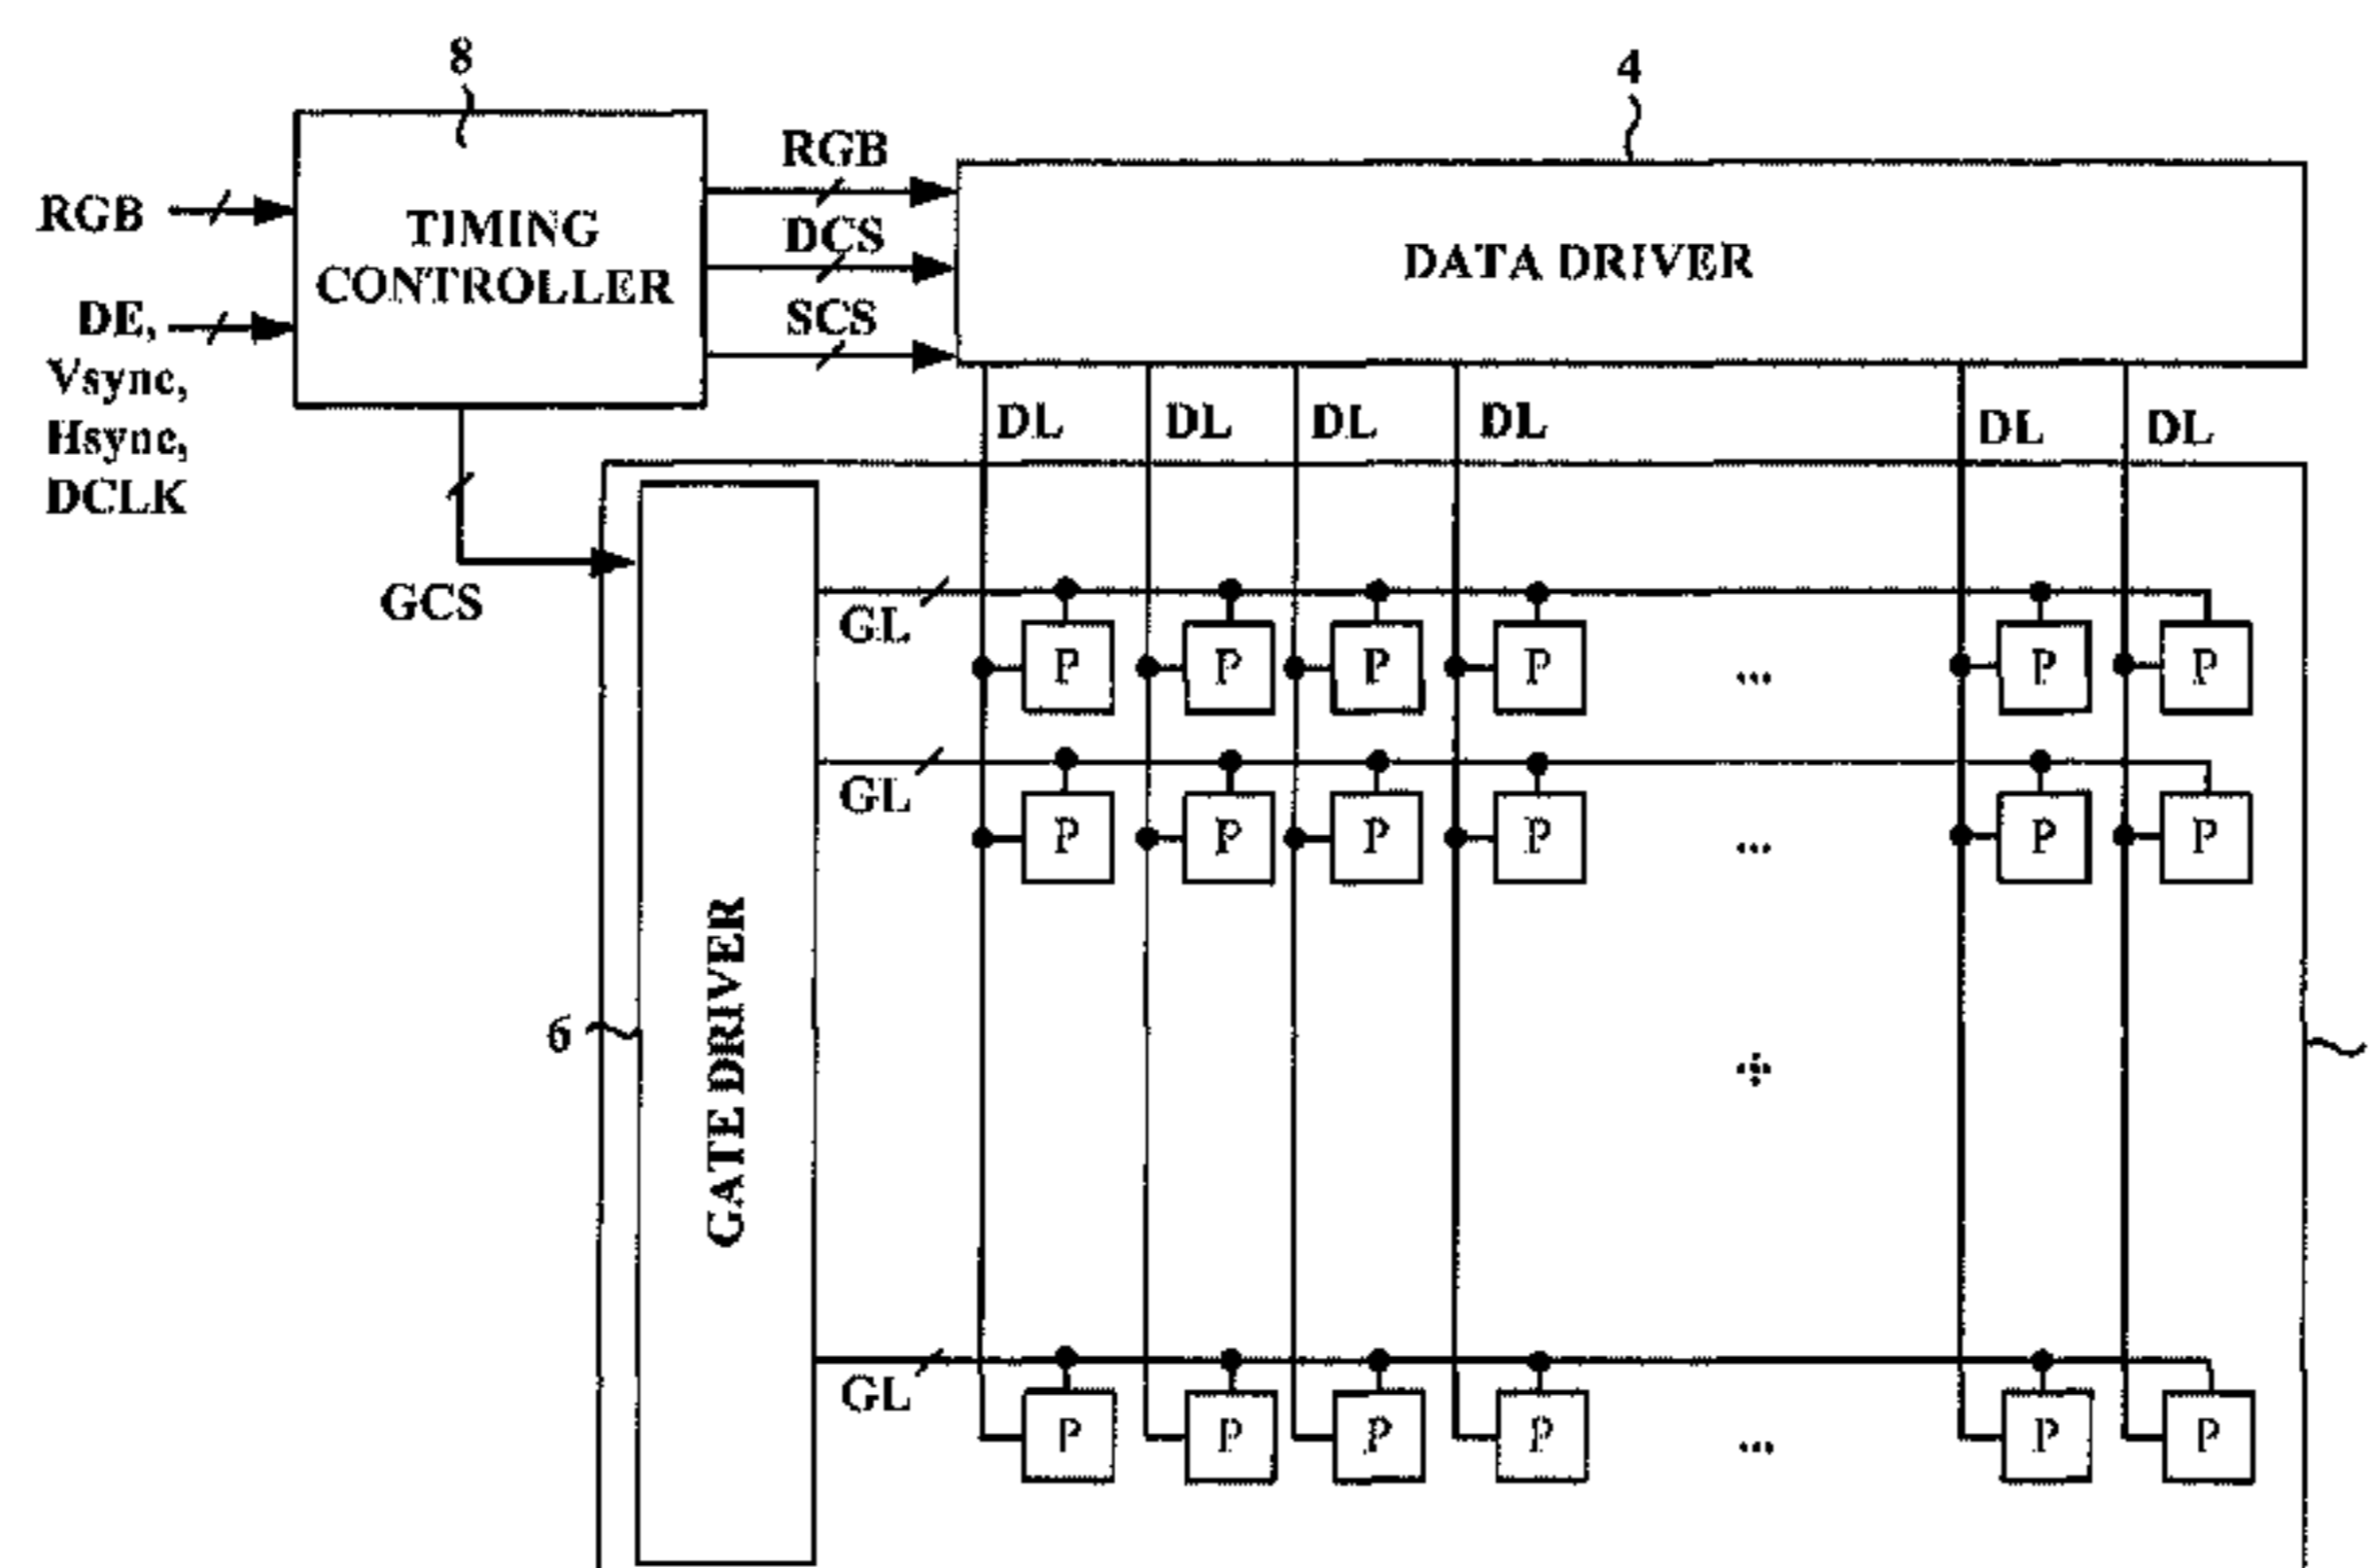 8
4
RGB
TIMING
CONTROLLER
RGB
DCS
SCS
DATA DRIVER
DE,
Vsync,
Hsync,
DCLK
DL DL DL DL DL DL
GCS
GL
P P P P ... P P
GL
P P P P ... P P
6
GATE DRIVER
GL
P P P P ... P P